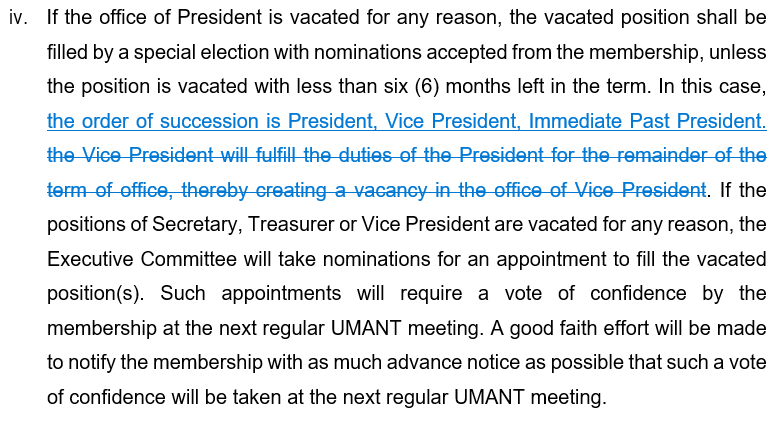 iv. If the office of President is vacated for any reason, the vacated position shall be
filled by a special election with nominations accepted from the membership, unless
the position is vacated with less than six (6) months left in the term. In this case,
the order of succession is President, Vice President, Immediate Past President.
the Vice President will fulfill the duties of the President for the remainder of the
term of office, thereby creating a vacancy in the office of Vice President. If the
positions of Secretary, Treasurer or Vice President are vacated for any reason, the
Executive Committee will take nominations for an appointment to fill the vacated
position(s). Such appointments will require a vote of confidence by the
membership at the next regular UMANT meeting. A good faith effort will be made
to notify the membership with as much advance notice as possible that such a vote
of confidence will be taken at the next regular UMANT meeting.